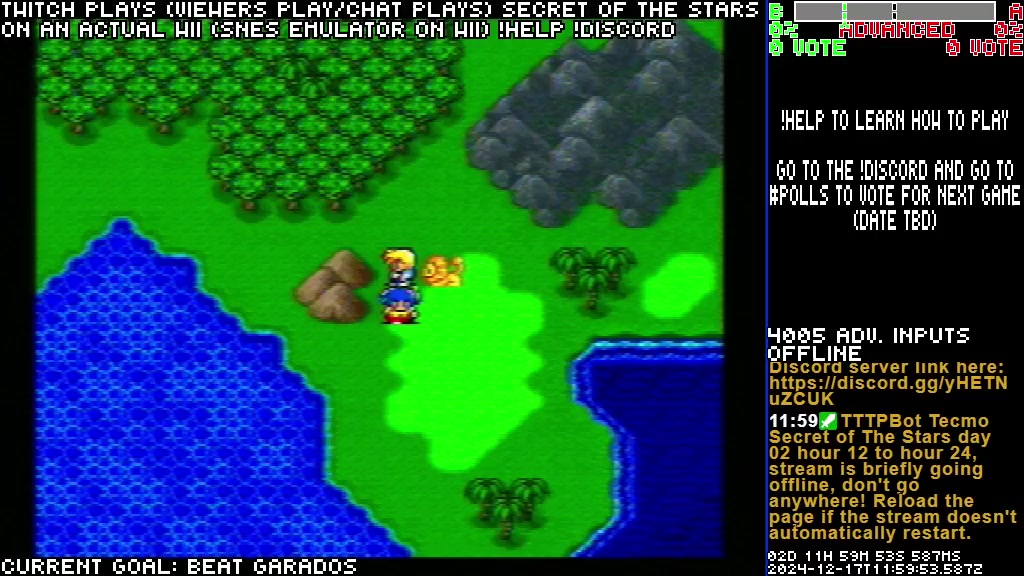 TWITCH PLAYS (VIEWERS PLAY/CHAT PLAYS) SECRET OF THE STARS
ON AN ACTUAL WII (SNES EMULATOR ON WII) !HELP !DISCORD
B A
0% ADVANCED 0%
0 VOTE 0 VOTE
!HELP TO LEARN HOW TO PLAY
GO TO THE !DISCORD AND GO TO
#POLLS TO VOTE FOR NEXT GAME
(DATE TBD)
4005 ADV. INPUTS
OFFLINE
Discord server link here:
https://discord.gg/yHETN
uZCUK
11:59 TTTPBot Tecmo
Secret of The Stars day
02 hour 12 to hour 24,
stream is briefly going
offline, don't go
anywhere! Reload the
page if the stream doesn't
automatically restart.
02D 11H 59M 53S 587MS
2024-12-17T11:59:53.587Z
CURRENT GOAL: BEAT GARADOS